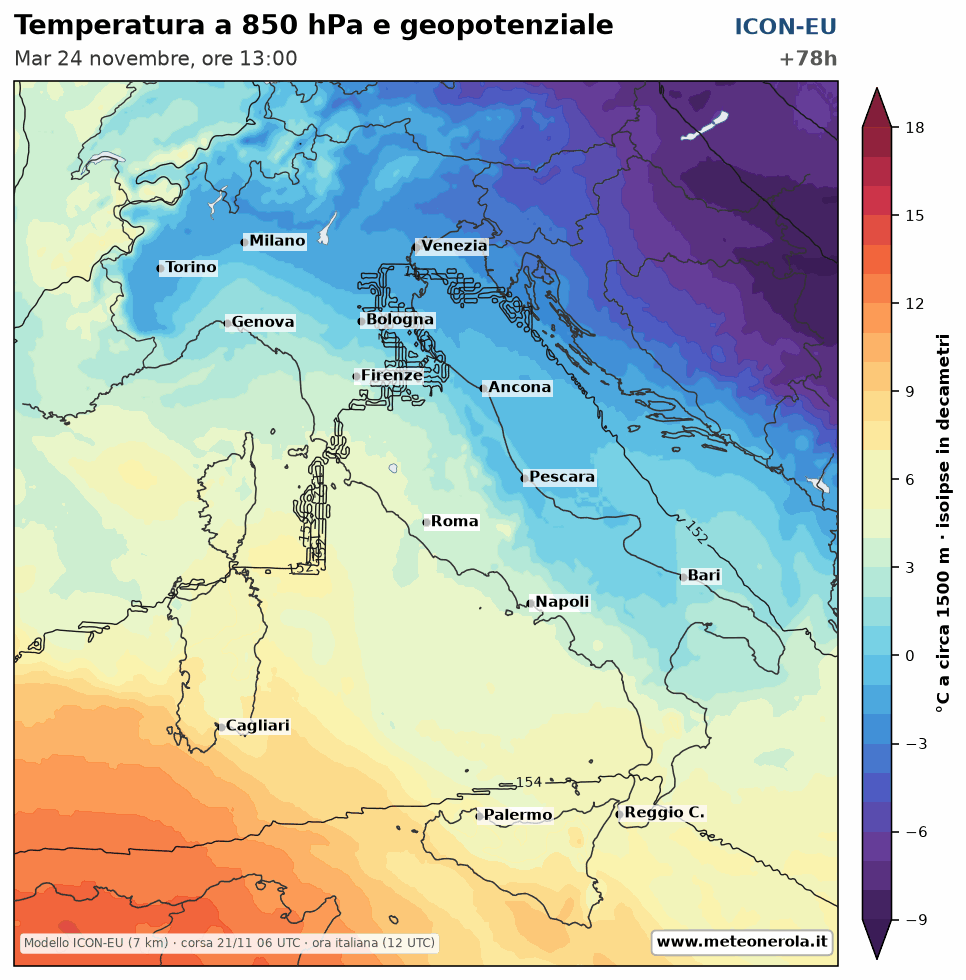 Temperatura a 850 hPa e geopotenziale
ICON-EU
Mar 24 novembre, ore 13:00
+78h
Milano
Venezia
Torino
Genova
Bologna
Firenze
Ancona
Pescara
Roma
152
Bari
152
Napoli
Cagliari
154
Palermo
Reggio C.
Modello ICON-EU (7 km) · corsa 21/11 06 UTC · ora italiana (12 UTC)
www.meteonerola.it
18
15
12
9
6
3
0
−3
−6
−9
°C a circa 1500 m · isoipse in decametri